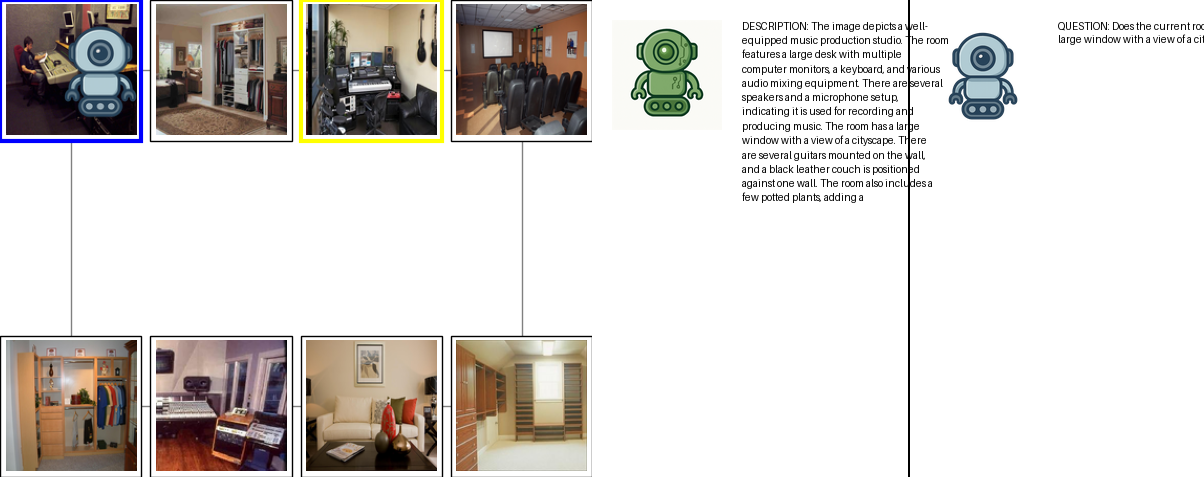 DESCRIPTION: The image depicts a well-
equipped music production studio. The room
features a large desk with multiple
computer monitors, a keyboard, and various
audio mixing equipment. There are several
speakers and a microphone setup,
indicating it is used for recording and
producing music. The room has a large
window with a view of a cityscape. There
are several guitars mounted on the wall,
and a black leather couch is positioned
against one wall. The room also includes a
few potted plants, adding a
QUESTION: Does the current
large window with a view of a